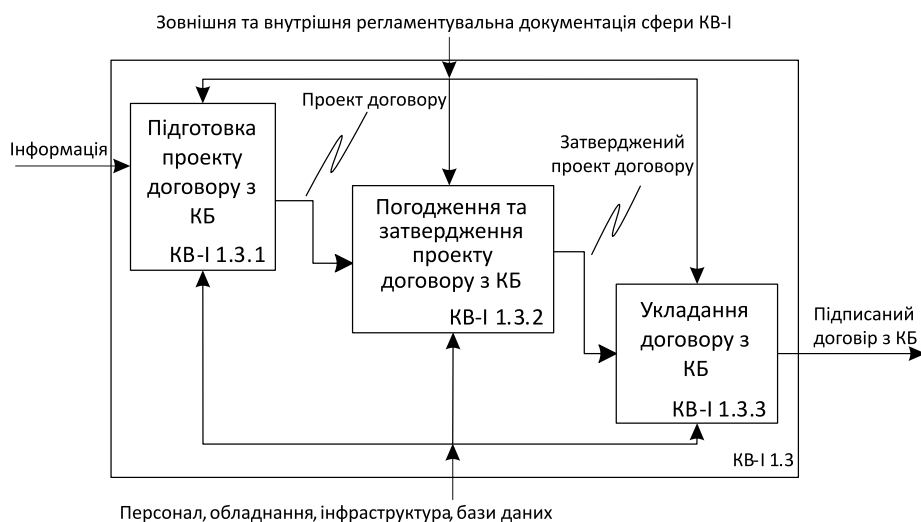 Зовнішня та внутрішня регламентувальна документація сфери КВ-І
Інформація
Підготовка
проекту
договору з
КБ
КВ-І 1.3.1
Проект договору
Погодження та
затвердження
проекту
договору з КБ
КВ-І 1.3.2
Затверджений
проект договору
Укладання
договору з
КБ
КВ-І 1.3.3
Підписаний
договір з КБ
КВ-І 1.3
Персонал, обладнання, інфраструктура, бази даних